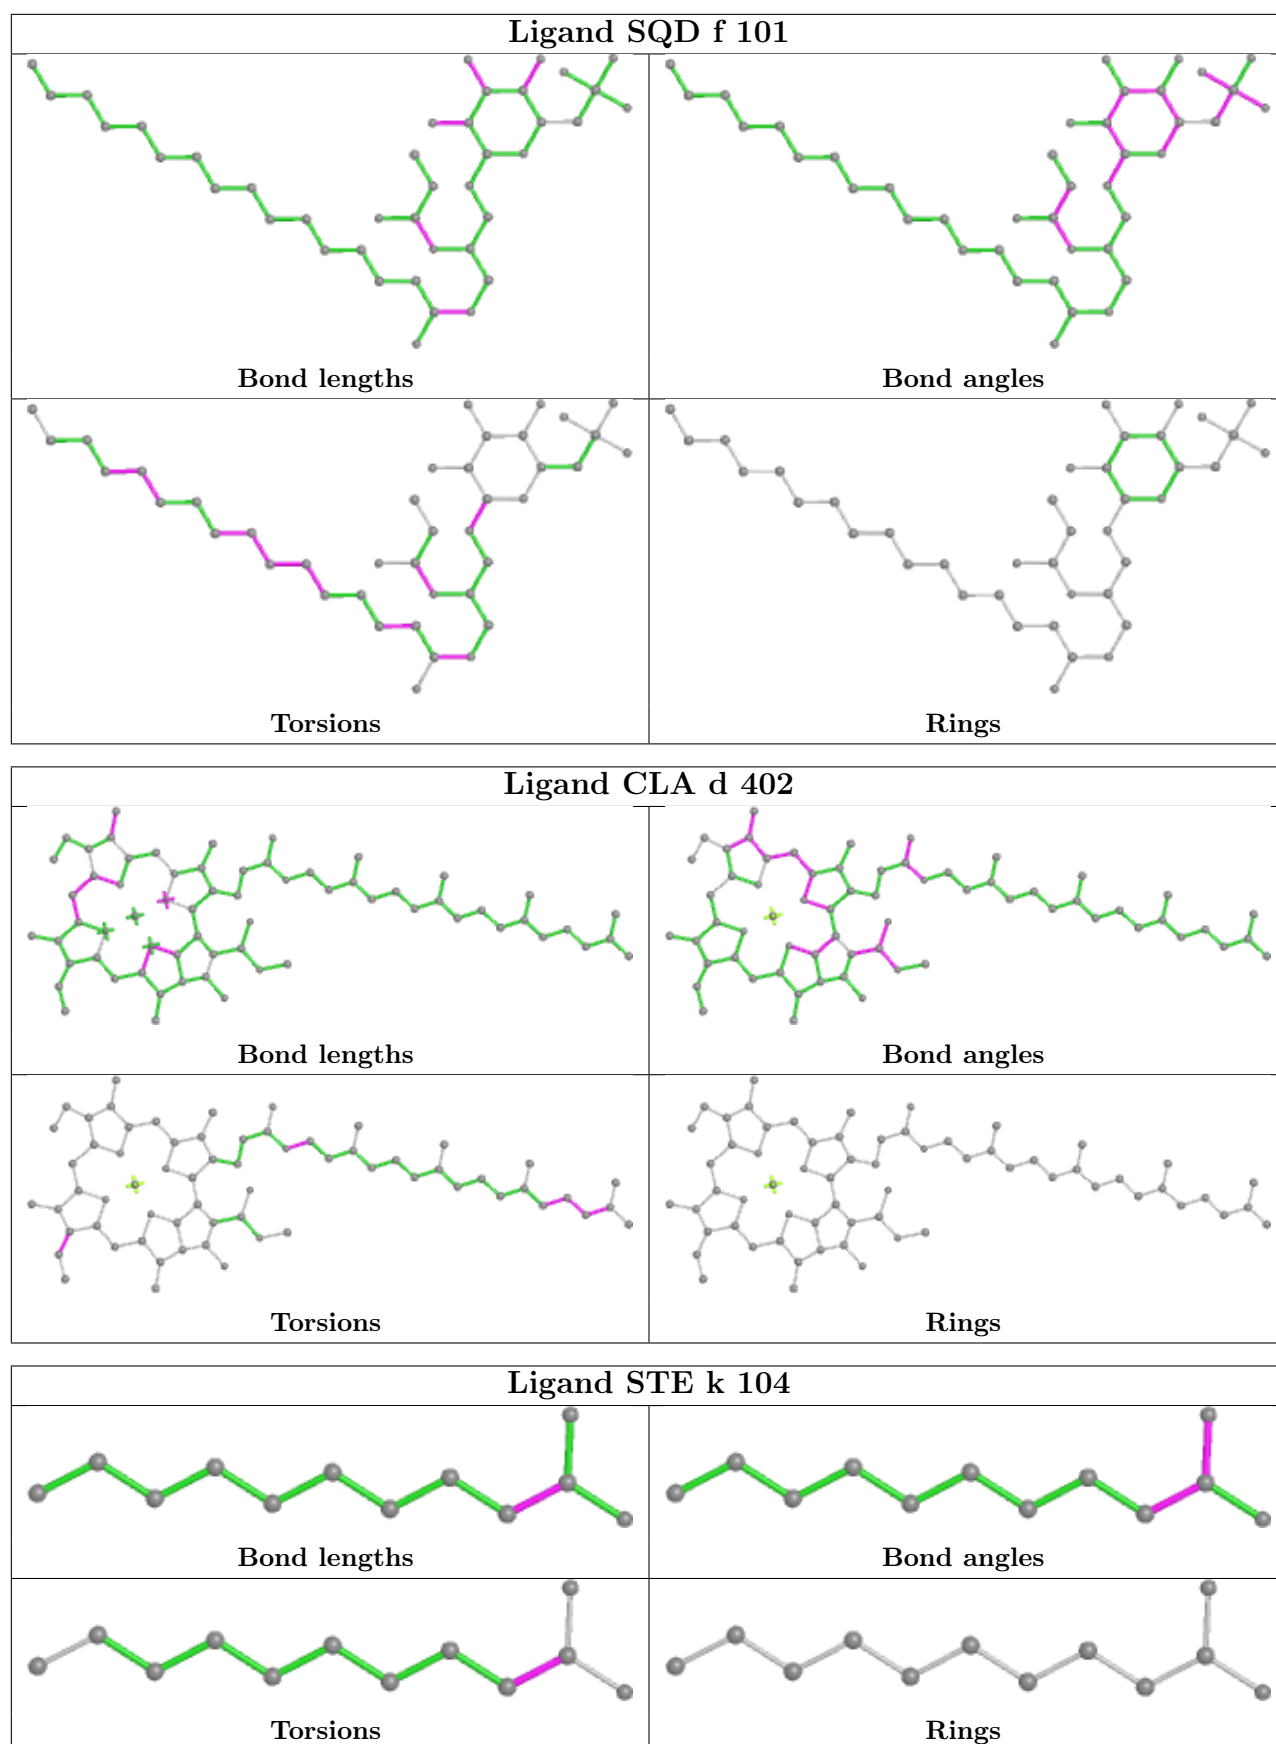 Ligand SQD f 101
Bond lengths
Bond angles
Torsions
Rings
Ligand CLA d 402
Bond lengths
Bond angles
Torsions
Rings
Ligand STE k 104
Bond lengths
Bond angles
Torsions
Rings